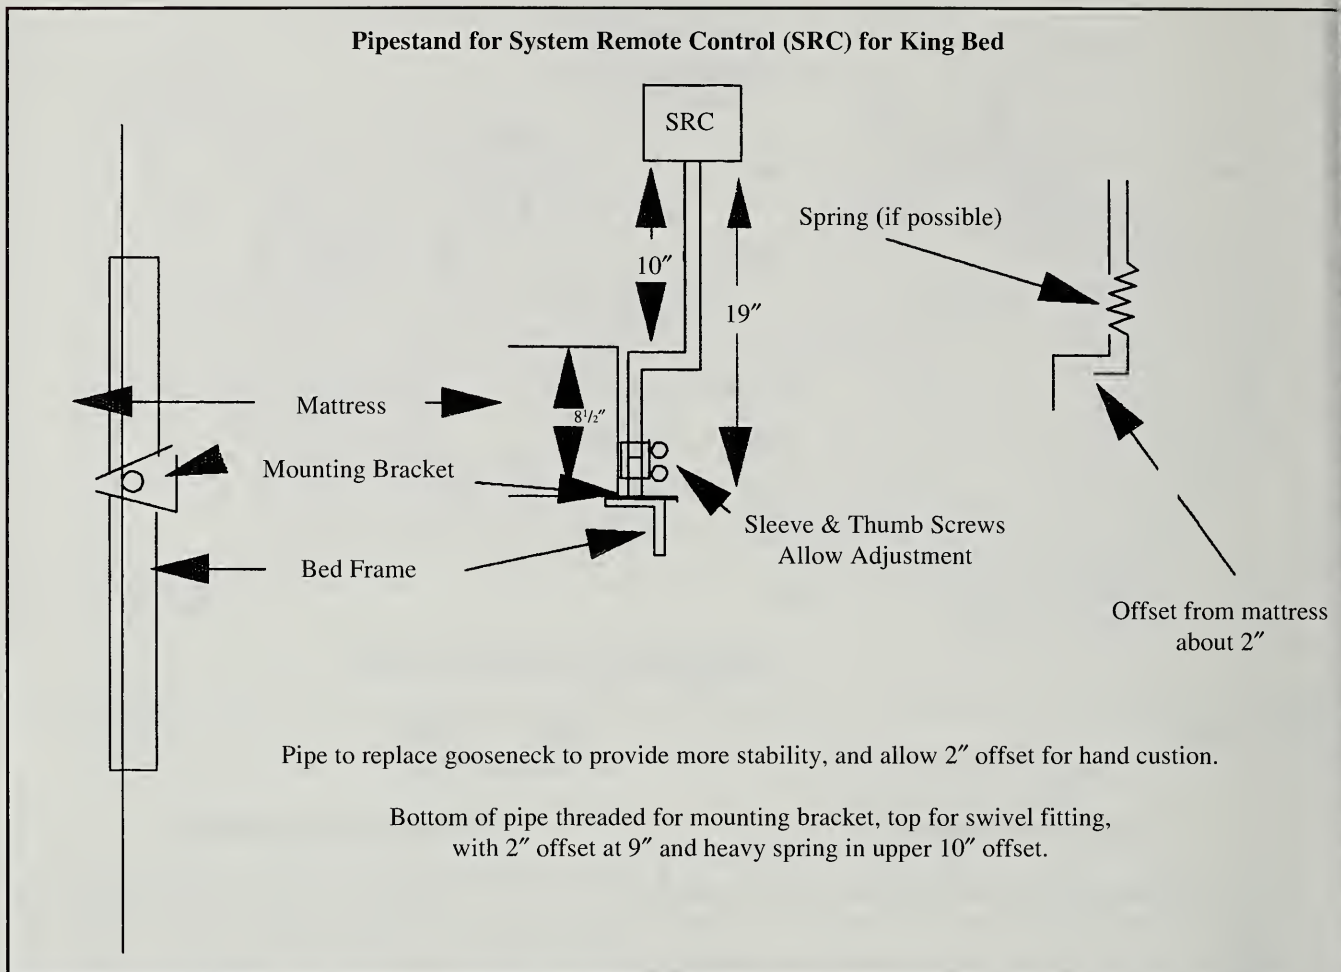 Pipestand for System Remote Control (SRC) for King Bed
SRC
Spring (if possible)
10″
19″
Mattress
8½″
Mounting Bracket
Sleeve & Thumb Screws
Allow Adjustment
Bed Frame
Offset from mattress
about 2″
Pipe to replace gooseneck to provide more stability, and allow 2″ offset for hand custion.
Bottom of pipe threaded for mounting bracket, top for swivel fitting,
with 2″ offset at 9″ and heavy spring in upper 10″ offset.